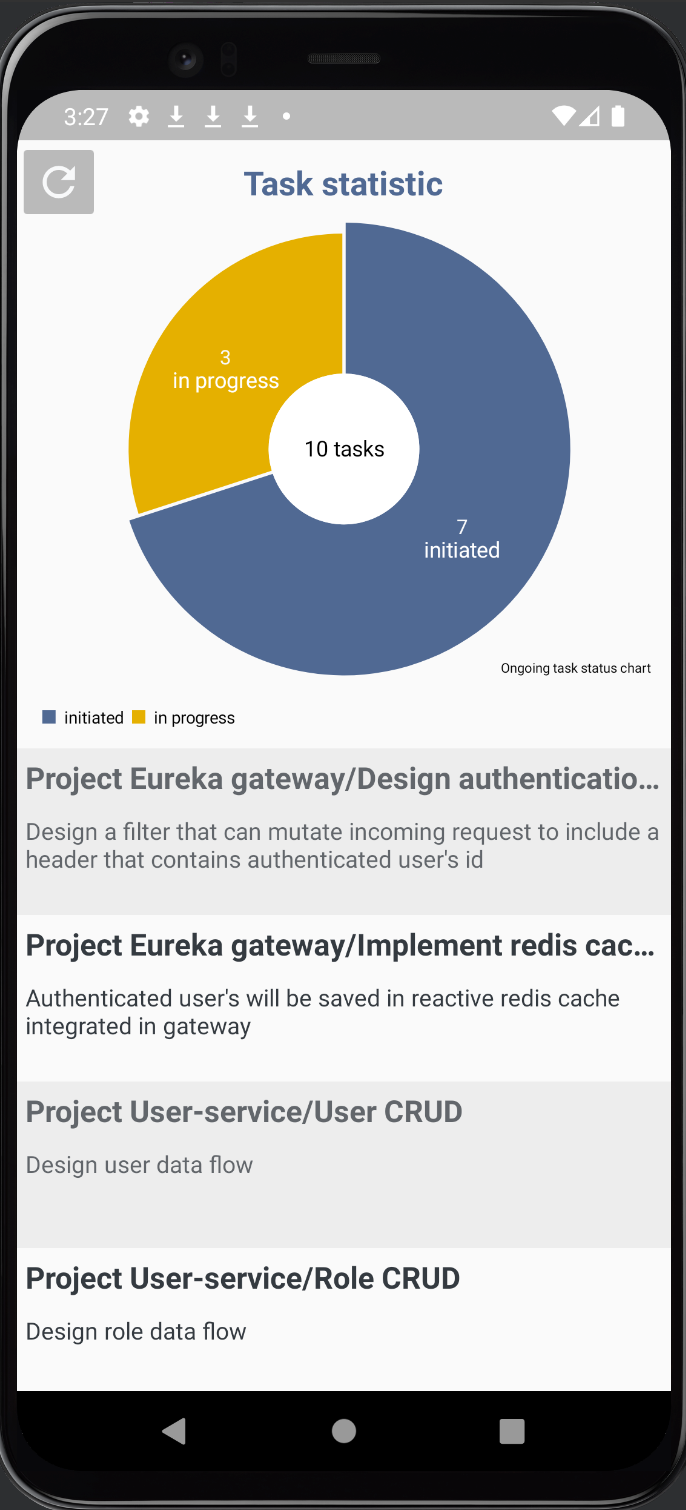 3:27
Task statistic
3
in progress
10 tasks
7
initiated
Ongoing task status chart
initiated in progress
Project Eureka gateway/Design authenticatio...
Design a filter that can mutate incoming request to include a
header that contains authenticated user's id
Project Eureka gateway/Implement redis cac...
Authenticated user's will be saved in reactive redis cache
integrated in gateway
Project User-service/User CRUD
Design user data flow
Project User-service/Role CRUD
Design role data flow